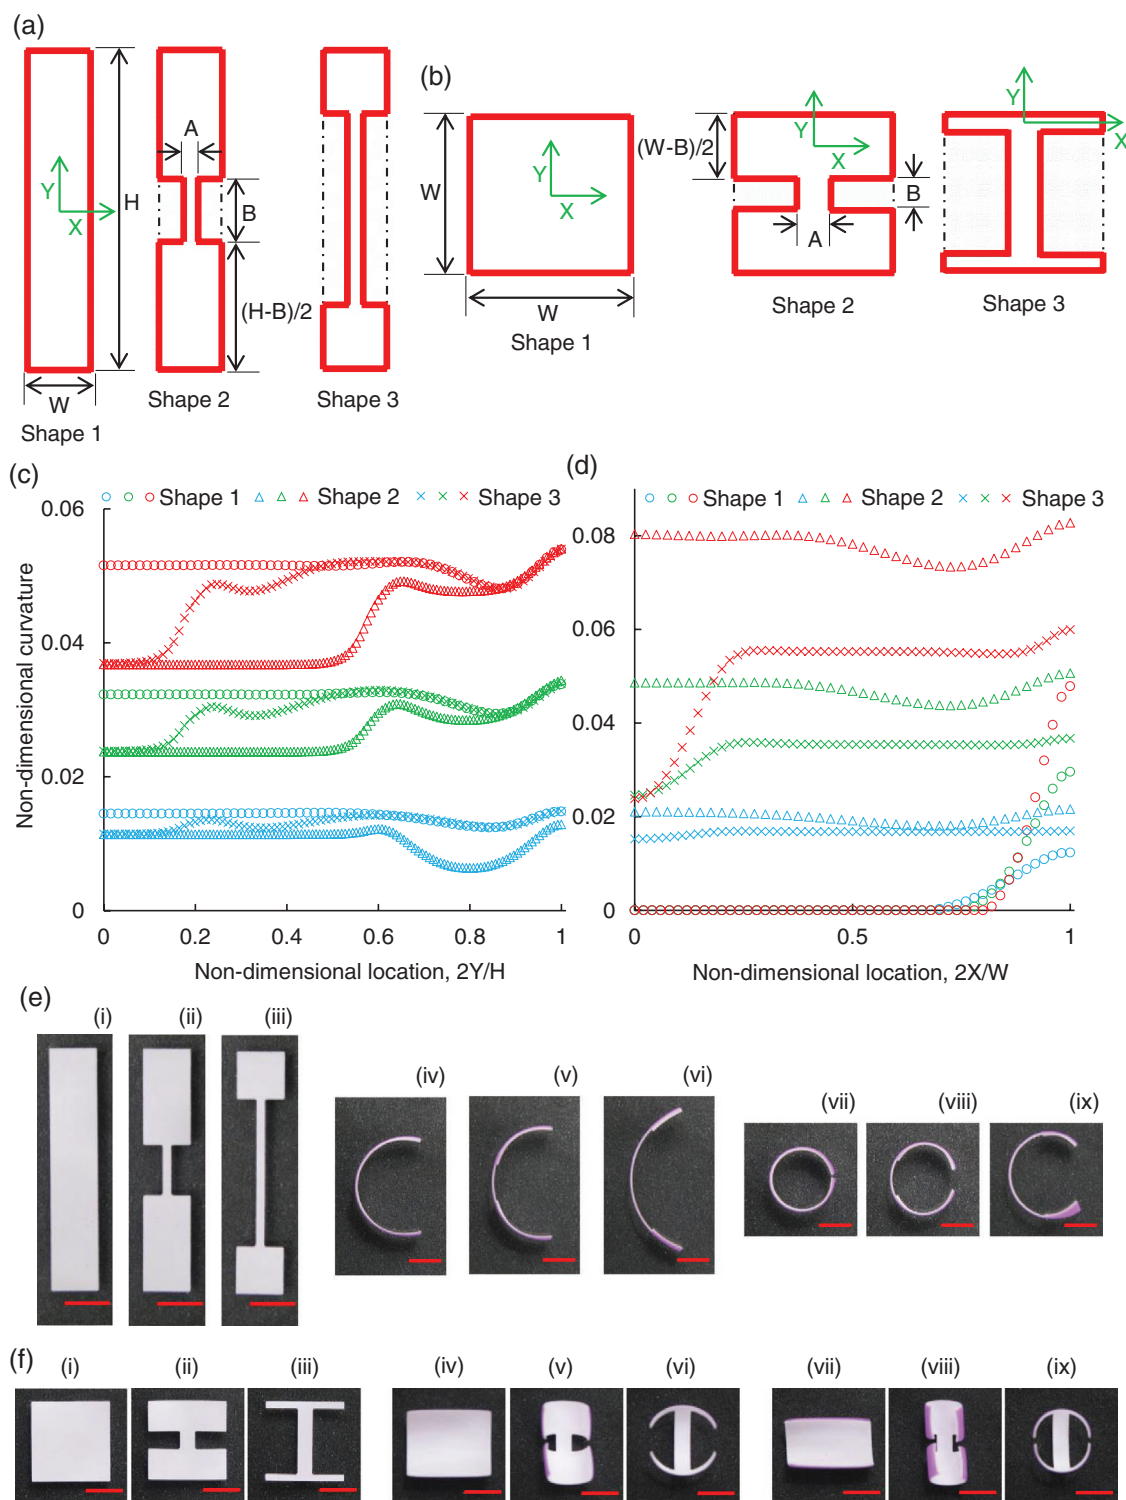 (a)
A
Y
X
H
B
(H-B)/2
W
Shape 1
Shape 2
Shape 3
(b)
W
Y
X
W
Shape 1
(W-B)/2
Y
X
B
A
Shape 2
Y
X
Shape 3
(c)
Shape 1 Shape 2 Shape 3
0.06
0.04
0.02
0
Non-dimensional curvature
0 0.2 0.4 0.6 0.8 1
Non-dimensional location, 2Y/H
(d)
Shape 1 Shape 2 Shape 3
0.08
0.06
0.04
0.02
0
0 0.5 1
Non-dimensional location, 2X/W
(e)
(i) (ii) (iii)
(iv) (v) (vi)
(vii) (viii) (ix)
(f)
(i) (ii) (iii) (iv) (v) (vi) (vii) (viii) (ix)